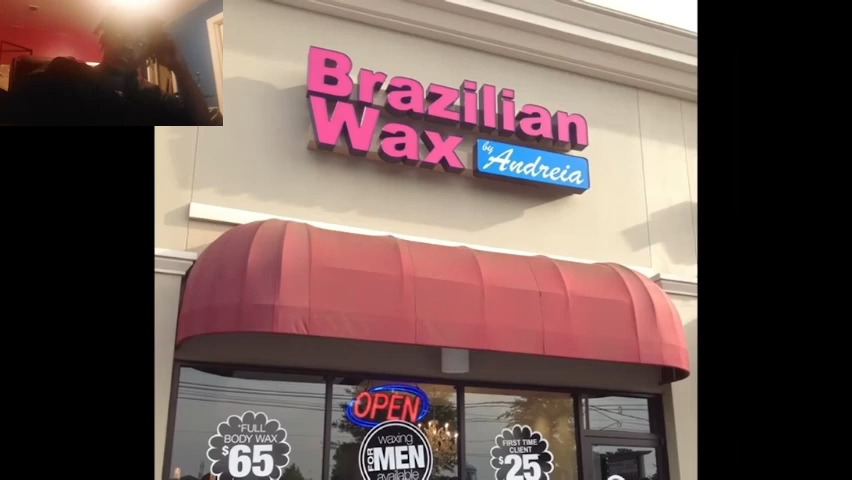 Brazilian
Wax
by Andreia
OPEN
*FULL
BODY WAX
$65
waxing
FOR MEN
available
FIRST TIME
CLIENT
$25